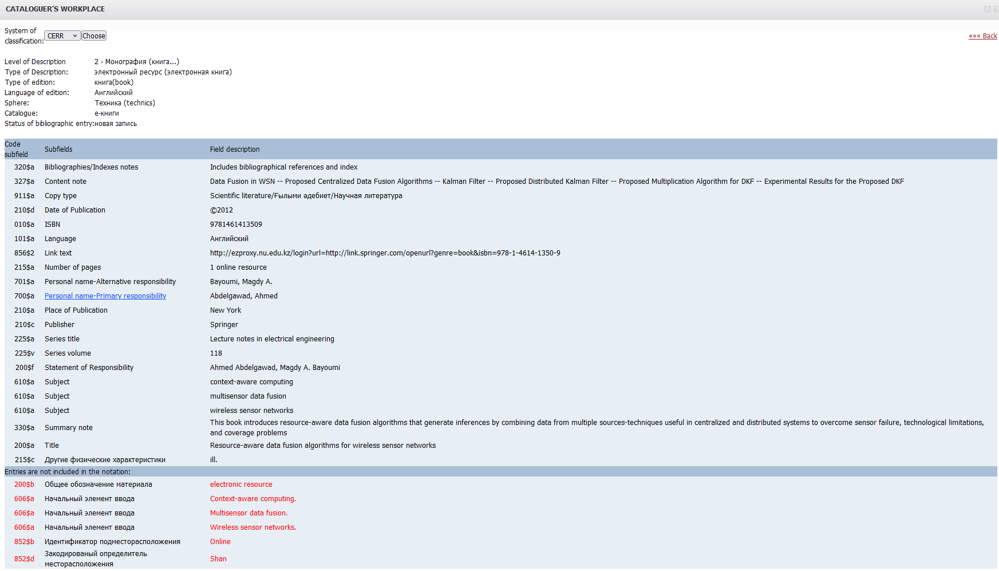 CATALOGUER'S WORKPLACE
System of
classification: CERR Choose
««« Back
Level of Description 2 - Монография (книга...)
Type of Description: электронный ресурс (электронная книга)
Type of edition: книга(book)
Language of edition: Английский
Sphere: Техника (technics)
Catalogue: е-книги
Status of bibliographic entry:новая запись
Code
subfield Subfields Field description
320$a Bibliographies/Indexes notes Includes bibliographical references and index
327$a Content note Data Fusion in WSN -- Proposed Centralized Data Fusion Algorithms -- Kalman Filter -- Proposed Distributed Kalman Filter -- Proposed Multiplication Algorithm for DKF -- Experimental Results for the Proposed DKF
911$a Copy type Scientific literature/Ғылыми әдебиет/Научная литература
210$d Date of Publication ©2012
010$a ISBN 9781461413509
101$a Language Английский
856$2 Link text http://ezproxy.nu.edu.kz/login?url=http://link.springer.com/openurl?genre=book&isbn=978-1-4614-1350-9
215$a Number of pages 1 online resource
701$a Personal name-Alternative responsibility Bayoumi, Magdy A.
700$a Personal name-Primary responsibility Abdelgawad, Ahmed
210$a Place of Publication New York
210$c Publisher Springer
225$a Series title Lecture notes in electrical engineering
225$v Series volume 118
200$f Statement of Responsibility Ahmed Abdelgawad, Magdy A. Bayoumi
610$a Subject context-aware computing
610$a Subject multisensor data fusion
610$a Subject wireless sensor networks
330$a Summary note This book introduces resource-aware data fusion algorithms that generate inferences by combining data from multiple sources-techniques useful in centralized and distributed systems to overcome sensor failure, technological limitations,
and coverage problems
200$a Title Resource-aware data fusion algorithms for wireless sensor networks
215$c Другие физические характеристики ill.
Entries are not included in the notation:
200$b Общее обозначение материала electronic resource
606$a Начальный элемент ввода Context-aware computing.
606$a Начальный элемент ввода Multisensor data fusion.
606$a Начальный элемент ввода Wireless sensor networks.
852$b Идентификатор подместорасположения Online
852$d Закодированый определитель
месторасположения Shan